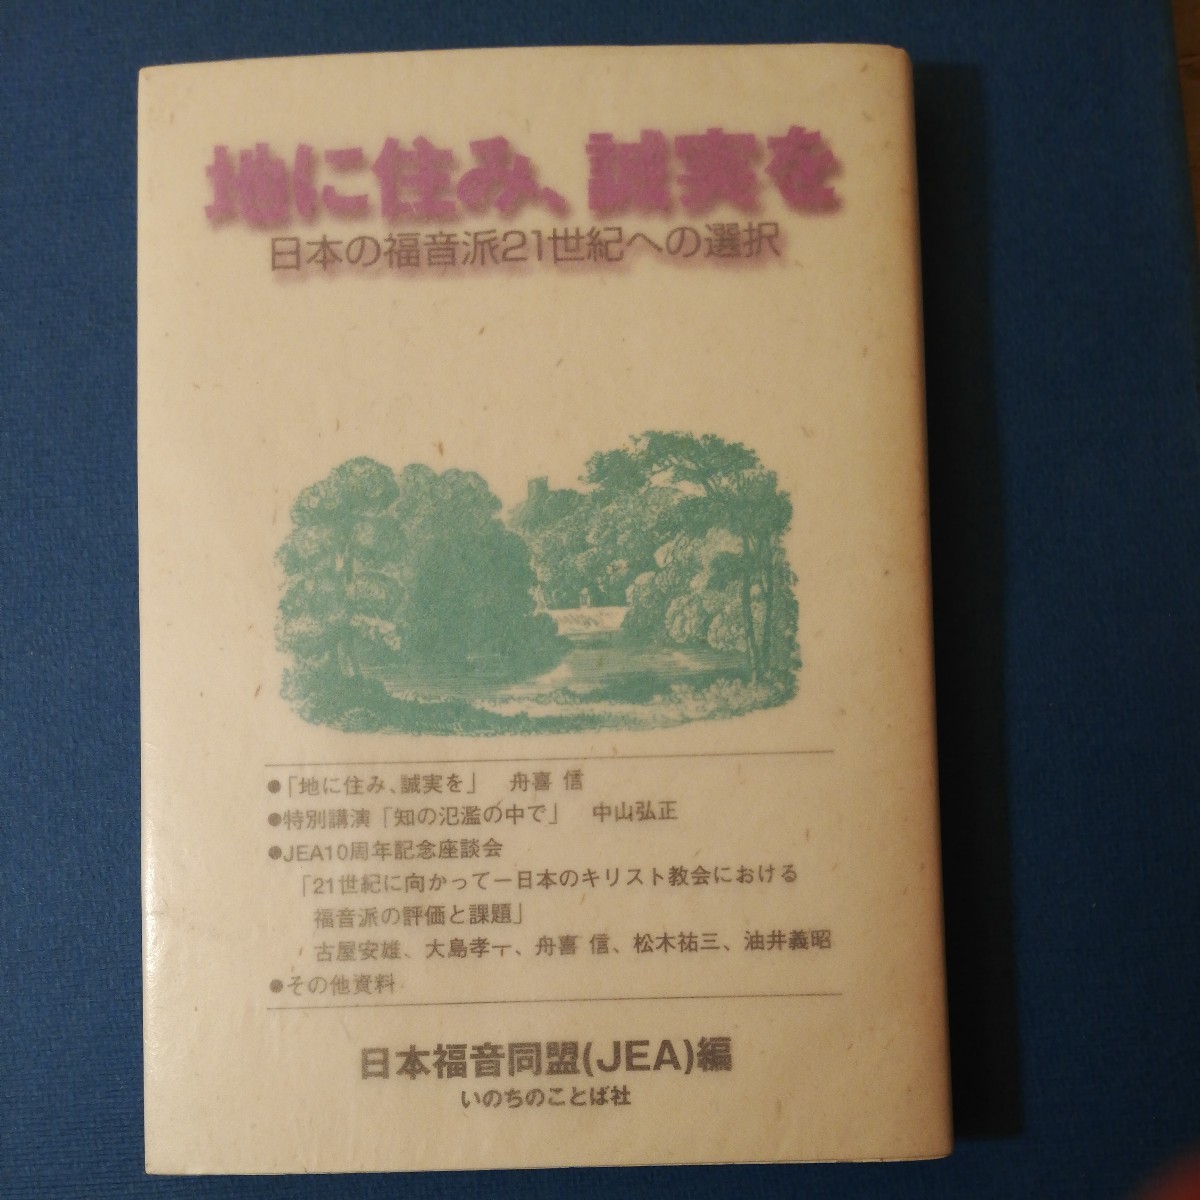 地に住み、誠実を
日本の福音派21世紀への選択
●「地に住み、誠実を」 舟喜 信
●特別講演「知の氾濫の中で」 中山弘正
●JEA10周年記念座談会
「21世紀に向かって―日本のキリスト教会における
福音派の評価と課題」
古屋安雄、大島孝一、舟喜 信、松木祐三、油井義昭
●その他資料
日本福音同盟(JEA)編
いのちのことば社